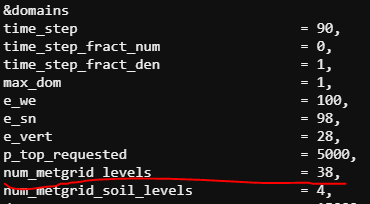 &domains
time_step = 90,
time_step_fract_num = 0,
time_step_fract_den = 1,
max_dom = 1,
e_we = 100,
e_sn = 98,
e_vert = 28,
p_top_requested = 5000,
num_metgrid_levels = 38,
num_metgrid_soil_levels = 4,